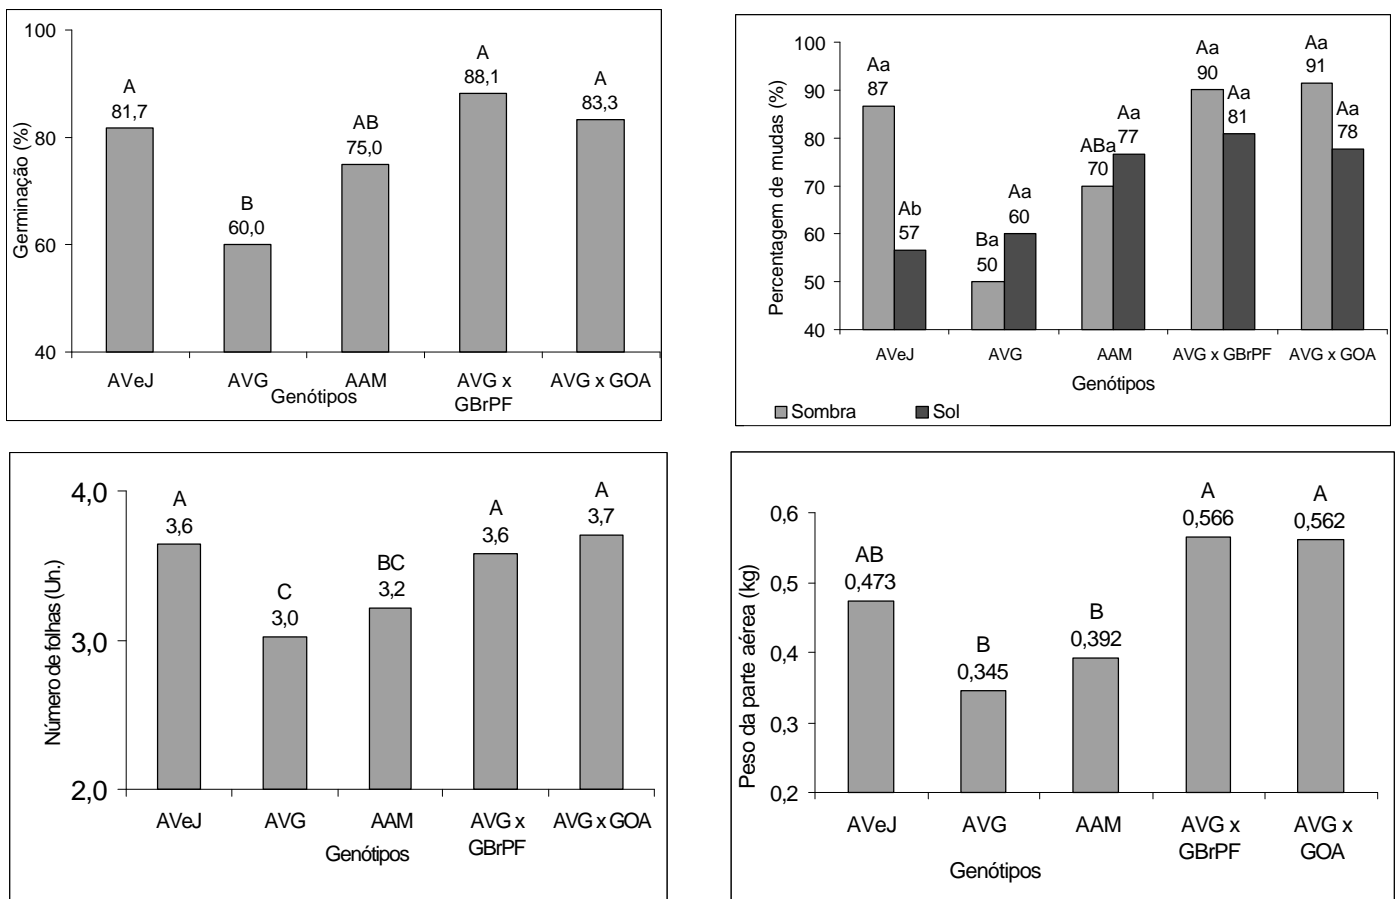 100
80
60
40
Germinação (%)
A
81,7
B
60,0
AB
75,0
A
88,1
A
83,3
AVeJ
AVG
AAM
AVG x
GBrPF
AVG x GOA
Genótipos
100
90
80
70
60
50
40
Percentagem de mudas (%)
Aa
87
Ab
57
Ba
50
Aa
60
ABa
70
Aa
77
Aa
90
Aa
81
Aa
91
Aa
78
AVeJ
AVG
AAM
AVG x GBrPF
AVG x GOA
Genótipos
Sombra
Sol
4,0
3,0
2,0
Número de folhas (Un.)
A
3,6
C
3,0
BC
3,2
A
3,6
A
3,7
AVeJ
AVG
AAM
AVG x
GBrPF
AVG x GOA
Genótipos
0,6
0,5
0,4
0,3
0,2
Peso da parte aérea (kg)
AB
0,473
B
0,345
B
0,392
A
0,566
A
0,562
AVeJ
AVG
AAM
AVG x
GBrPF
AVG x
GOA
Genótipos